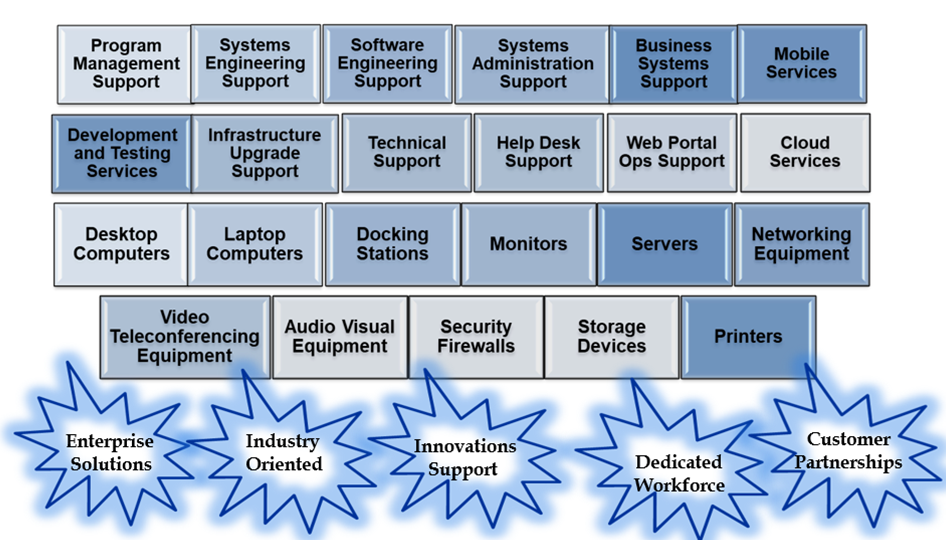 Program
Management
Support
Systems
Engineering
Support
Software
Engineering
Support
Systems
Administration
Support
Business
Systems
Support
Mobile
Services
Development
and Testing
Services
Infrastructure
Upgrade
Support
Technical
Support
Help Desk
Support
Web Portal
Ops Support
Cloud
Services
Desktop
Computers
Laptop
Computers
Docking
Stations
Monitors
Servers
Networking
Equipment
Video
Teleconferencing
Equipment
Audio Visual
Equipment
Security
Firewalls
Storage
Devices
Printers
Enterprise
Solutions
Industry
Oriented
Innovations
Support
Dedicated
Workforce
Customer
Partnerships